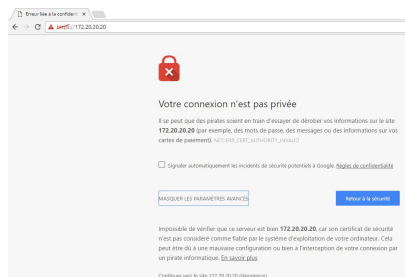 Erreur liée à la confident
https://172.20.20.20
Votre connexion n'est pas privée
Il se peut que des pirates soient en train d'essayer de dérober vos informations sur le site
172.20.20.20 (par exemple, des mots de passe, des messages ou des informations sur vos
cartes de paiement). NET::ERR_CERT_AUTHORITY_INVALID
Signaler automatiquement les incidents de sécurité potentiels à Google. Règles de confidentialité
MASQUER LES PARAMÈTRES AVANCÉS
Retour à la sécurité
Impossible de vérifier que ce serveur est bien 172.20.20.20, car son certificat de sécurité
n'est pas considéré comme fiable par le système d'exploitation de votre ordinateur. Cela
peut être dû à une mauvaise configuration ou bien à l'interception de votre connexion par
un pirate informatique. En savoir plus
Continuer vers le site 172.20.20.20 (dangereux)